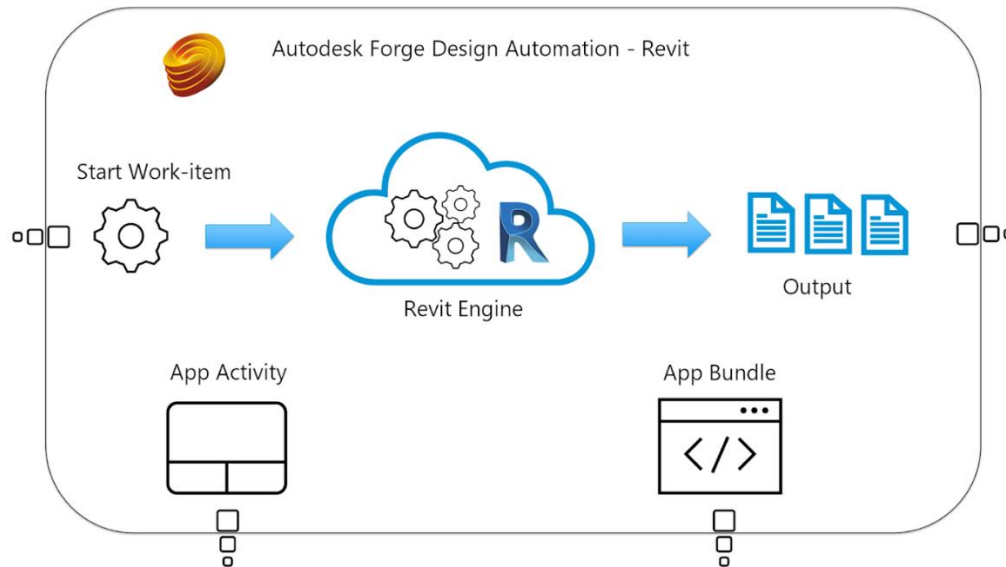 Autodesk Forge Design Automation - Revit
Start Work-item
R
Revit Engine
Output
App Activity
App Bundle
</>